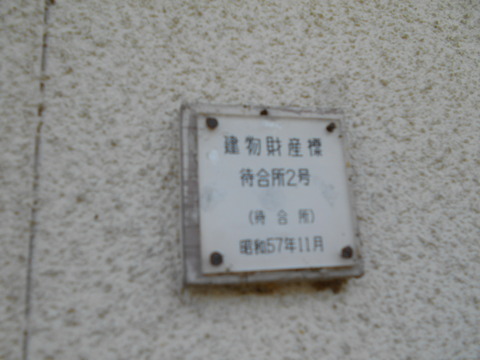 建物財産標
待合所2号
(待合所)
昭和57年11月